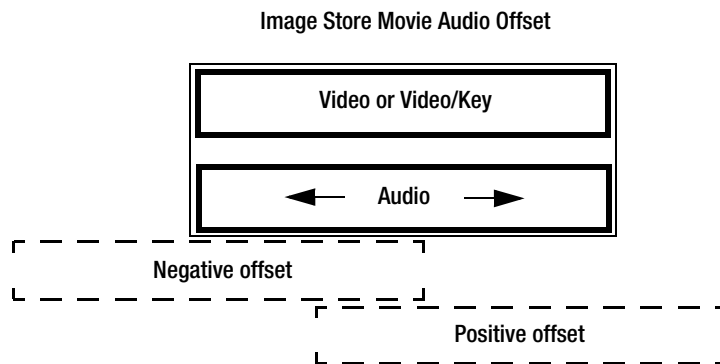 Image Store Movie Audio Offset
Video or Video/Key
Audio
Negative offset
Positive offset